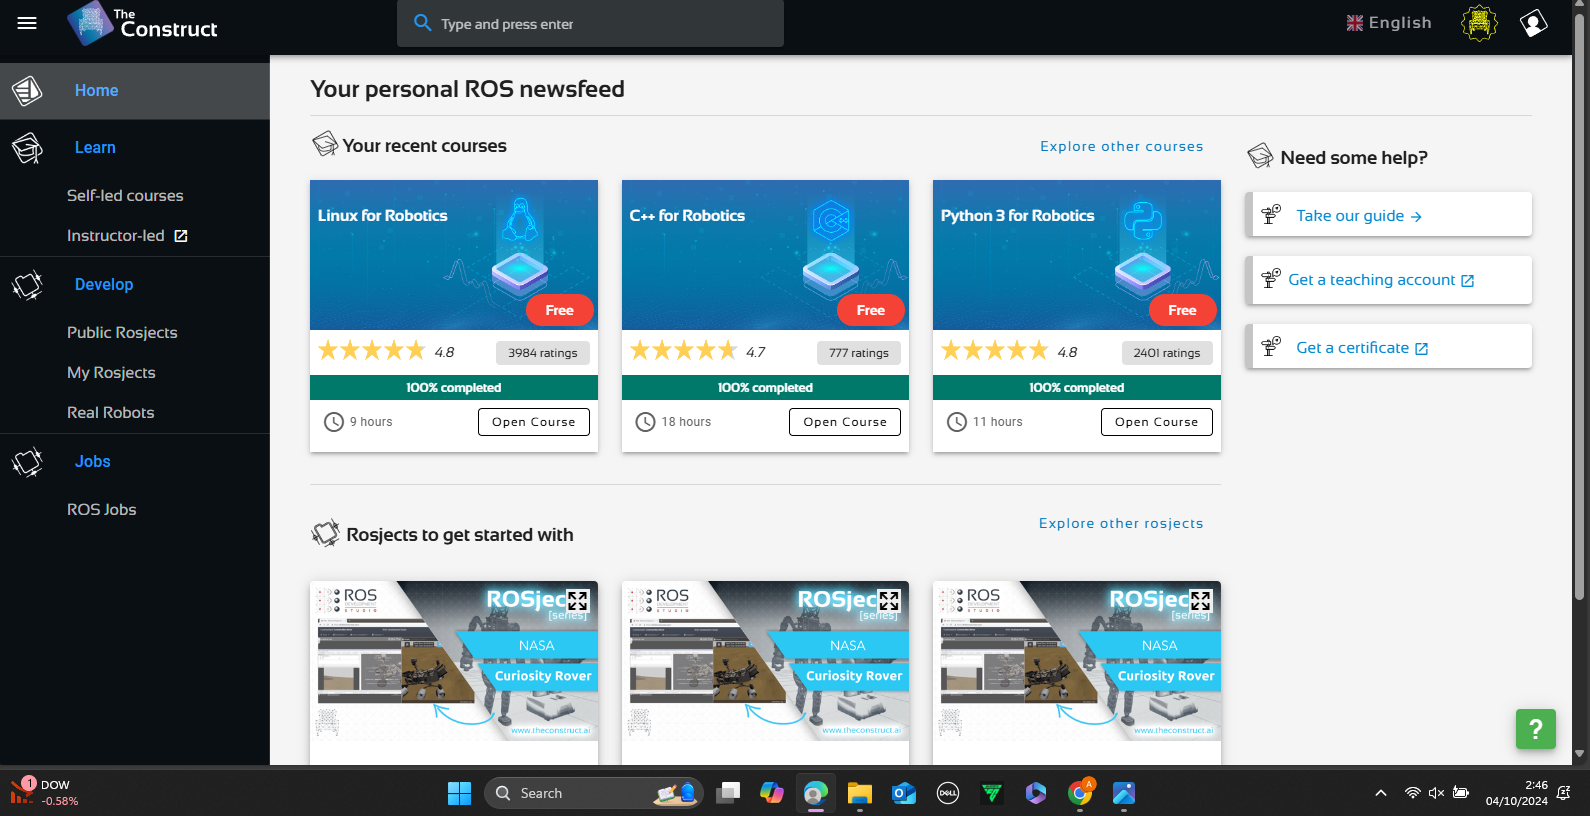 The
Construct
Type and press enter
English
Home
Learn
Self-led courses
Instructor-led
Develop
Public Rosjects
My Rosjects
Real Robots
Jobs
ROS Jobs
Your personal ROS newsfeed
Your recent courses
Explore other courses
Linux for Robotics
Free
4.8
3984 ratings
100% completed
9 hours
Open Course
C++ for Robotics
Free
4.7
777 ratings
100% completed
18 hours
Open Course
Python 3 for Robotics
Free
4.8
2401 ratings
100% completed
11 hours
Open Course
Need some help?
Take our guide →
Get a teaching account
Get a certificate
Rosjects to get started with
Explore other rosjects
ROS
DEVELOPMENT
STUDIO
ROSjec
[series]
NASA
Curiosity Rover
www.theconstruct.ai
ROS
DEVELOPMENT
STUDIO
ROSjec
[series]
NASA
Curiosity Rover
www.theconstruct.ai
ROS
DEVELOPMENT
STUDIO
ROSjec
[series]
NASA
Curiosity Rover
www.theconstruct.ai
?
1
DOW
-0.58%
Search
DELL
A
2:46
04/10/2024